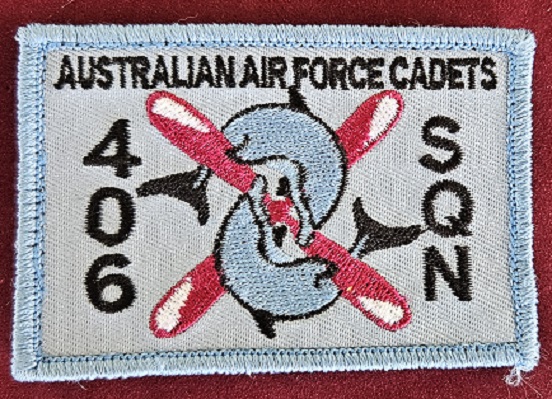 AUSTRALIAN AIR FORCE CADETS
406
SQN